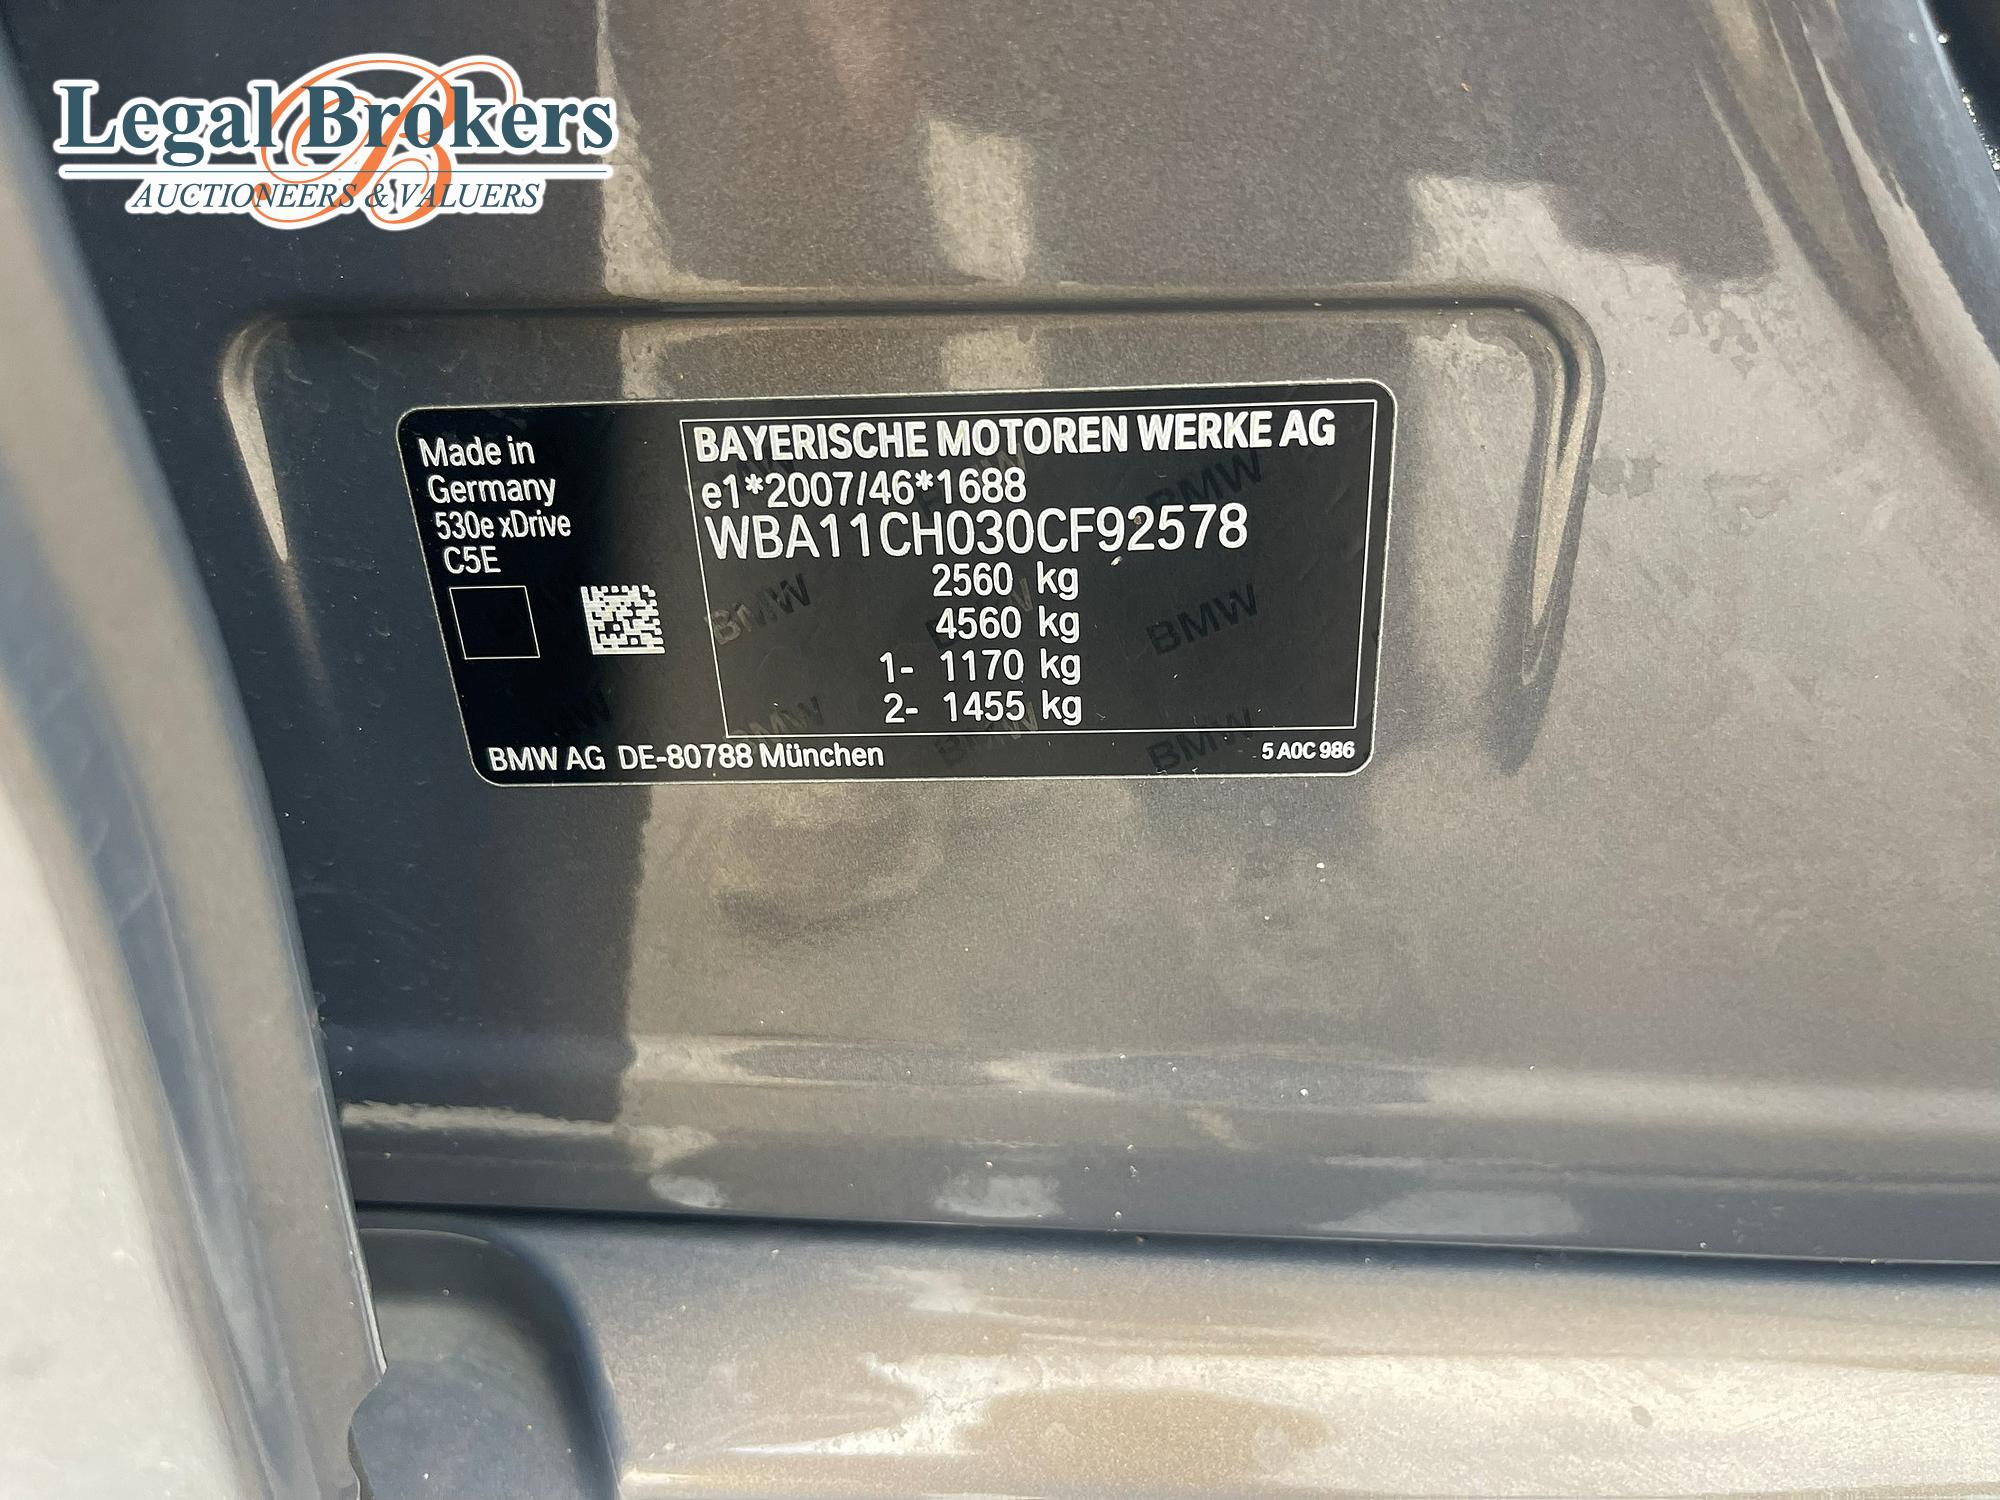 Legal Brokers
AUCTIONEERS & VALUERS
Made in
Germany
530e xDrive
C5E
BAYERISCHE MOTOREN WERKE AG
e1*2007/46*1688
WBA11CH030CF92578
2560 kg
4560 kg
1- 1170 kg
2- 1455 kg
BMW AG DE-80788 München
5 A0C 986